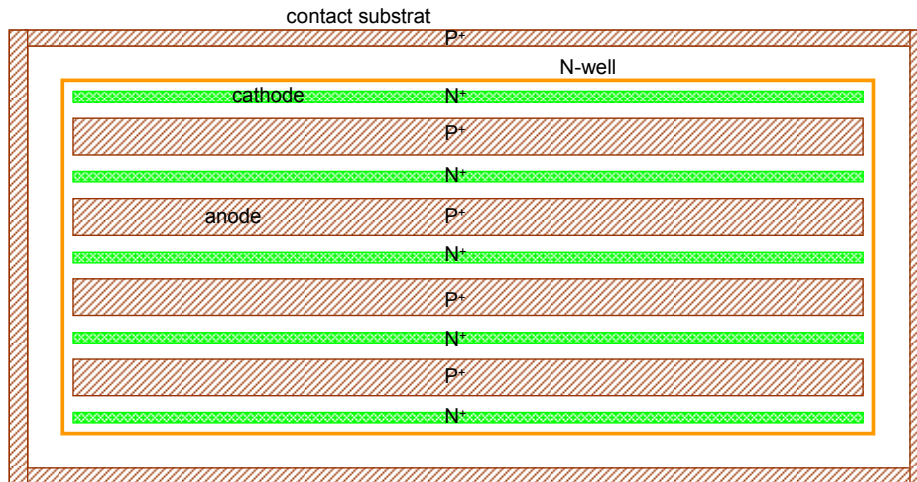 contact substrat
P⁺
N-well
cathode N⁺
P⁺
N⁺
anode P⁺
N⁺
P⁺
N⁺
P⁺
N⁺